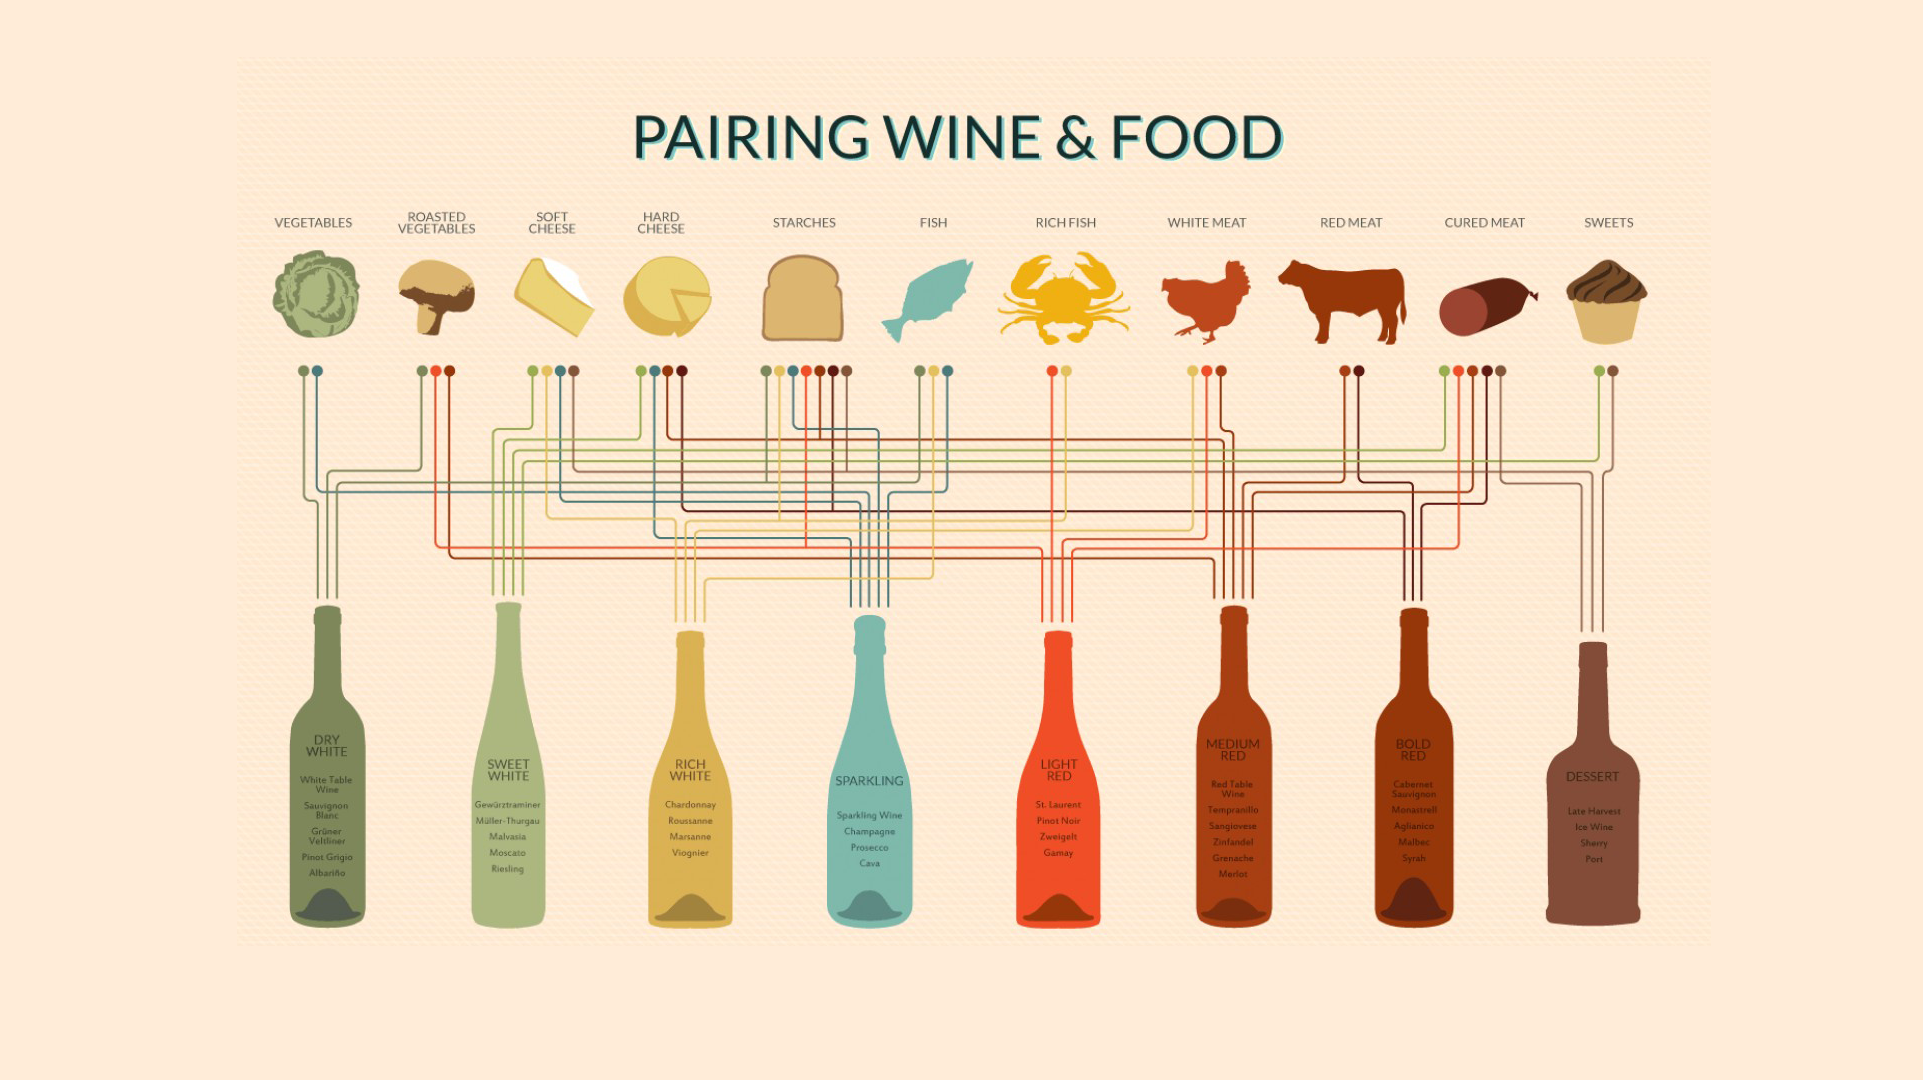 PAIRING WINE & FOOD
VEGETABLES
ROASTED
VEGETABLES
SOFT
CHEESE
HARD
CHEESE
STARCHES
FISH
RICH FISH
WHITE MEAT
RED MEAT
CURED MEAT
SWEETS
DRY
WHITE
White Table
Wine
Sauvignon
Blanc
Grüner
Veltliner
Pinot Grigio
Albariño
SWEET
WHITE
Gewürztraminer
Müller-Thurgau
Malvasia
Moscato
Riesling
RICH
WHITE
Chardonnay
Roussanne
Marsanne
Viognier
SPARKLING
Sparkling Wine
Champagne
Prosecco
Cava
LIGHT
RED
St. Laurent
Pinot Noir
Zweigelt
Gamay
MEDIUM
RED
Red Table
Wine
Tempranillo
Sangiovese
Zinfandel
Grenache
Merlot
BOLD
RED
Cabernet
Sauvignon
Monastrell
Aglianico
Malbec
Syrah
DESSERT
Late Harvest
Ice Wine
Sherry
Port